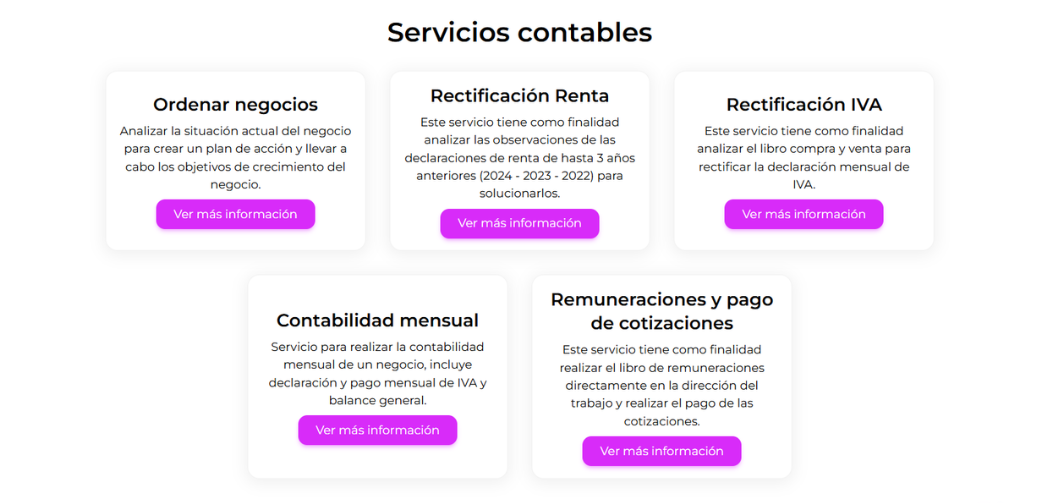 Servicios contables
Ordenar negocios
Analizar la situación actual del negocio
para crear un plan de acción y llevar a
cabo los objetivos de crecimiento del
negocio.
Ver más información
Rectificación Renta
Este servicio tiene como finalidad
analizar las observaciones de las
declaraciones de renta de hasta 3 años
anteriores (2024 - 2023 - 2022) para
solucionarlos.
Ver más información
Rectificación IVA
Este servicio tiene como finalidad
analizar el libro compra y venta para
rectificar la declaración mensual de
IVA.
Ver más información
Contabilidad mensual
Servicio para realizar la contabilidad
mensual de un negocio, incluye
declaración y pago mensual de IVA y
balance general.
Ver más información
Remuneraciones y pago
de cotizaciones
Este servicio tiene como finalidad
realizar el libro de remuneraciones
directamente en la dirección del
trabajo y realizar el pago de las
cotizaciones.
Ver más información